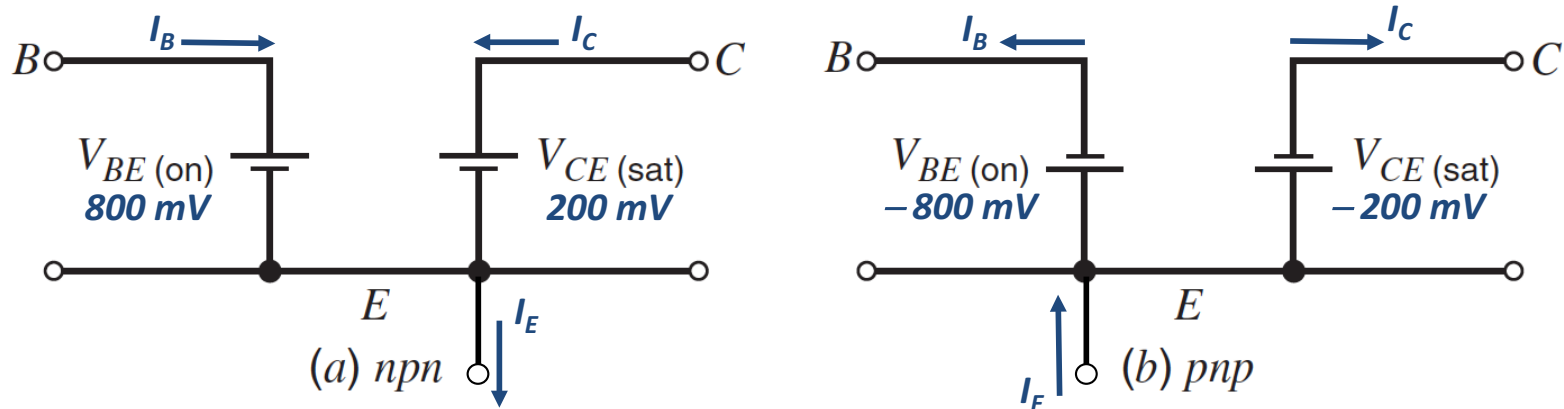 I_B I_C I_B I_C
B C B C
V_BE (on) V_CE (sat) V_BE (on) V_CE (sat)
800 mV 200 mV −800 mV −200 mV
E I_E E
(a) npn (b) pnp
I_E